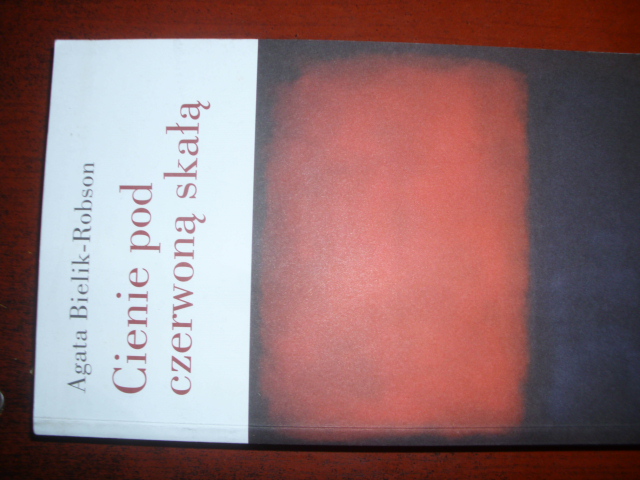 Agata Bielik-Robson
Cienie pod
czerwoną skałą